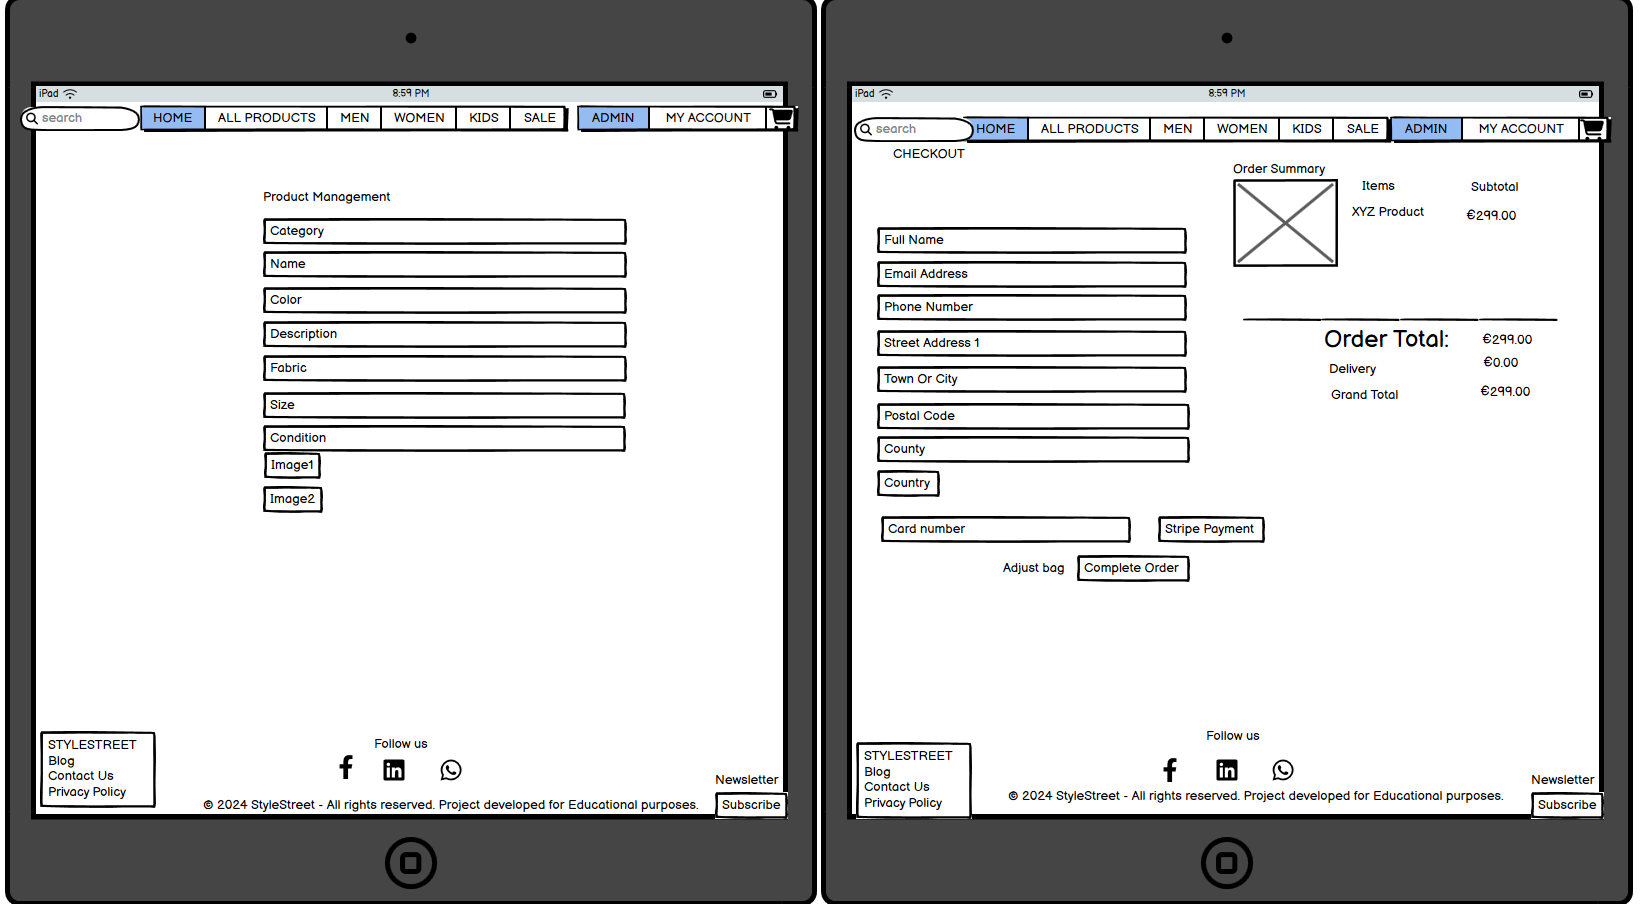 iPad 8:59 PM
search HOME ALL PRODUCTS MEN WOMEN KIDS SALE ADMIN MY ACCOUNT
Product Management
Category
Name
Color
Description
Fabric
Size
Condition
Image1
Image2
STYLESTREET
Blog
Contact Us
Privacy Policy
Follow us
© 2024 StyleStreet - All rights reserved. Project developed for Educational purposes.
Newsletter
Subscribe
iPad 8:59 PM
search HOME ALL PRODUCTS MEN WOMEN KIDS SALE ADMIN MY ACCOUNT
CHECKOUT
Full Name
Email Address
Phone Number
Street Address 1
Town Or City
Postal Code
County
Country
Card number Stripe Payment
Adjust bag Complete Order
Order Summary
Items Subtotal
XYZ Product €299.00
Order Total: €299.00
Delivery €0.00
Grand Total €299.00
STYLESTREET
Blog
Contact Us
Privacy Policy
Follow us
© 2024 StyleStreet - All rights reserved. Project developed for Educational purposes.
Newsletter
Subscribe